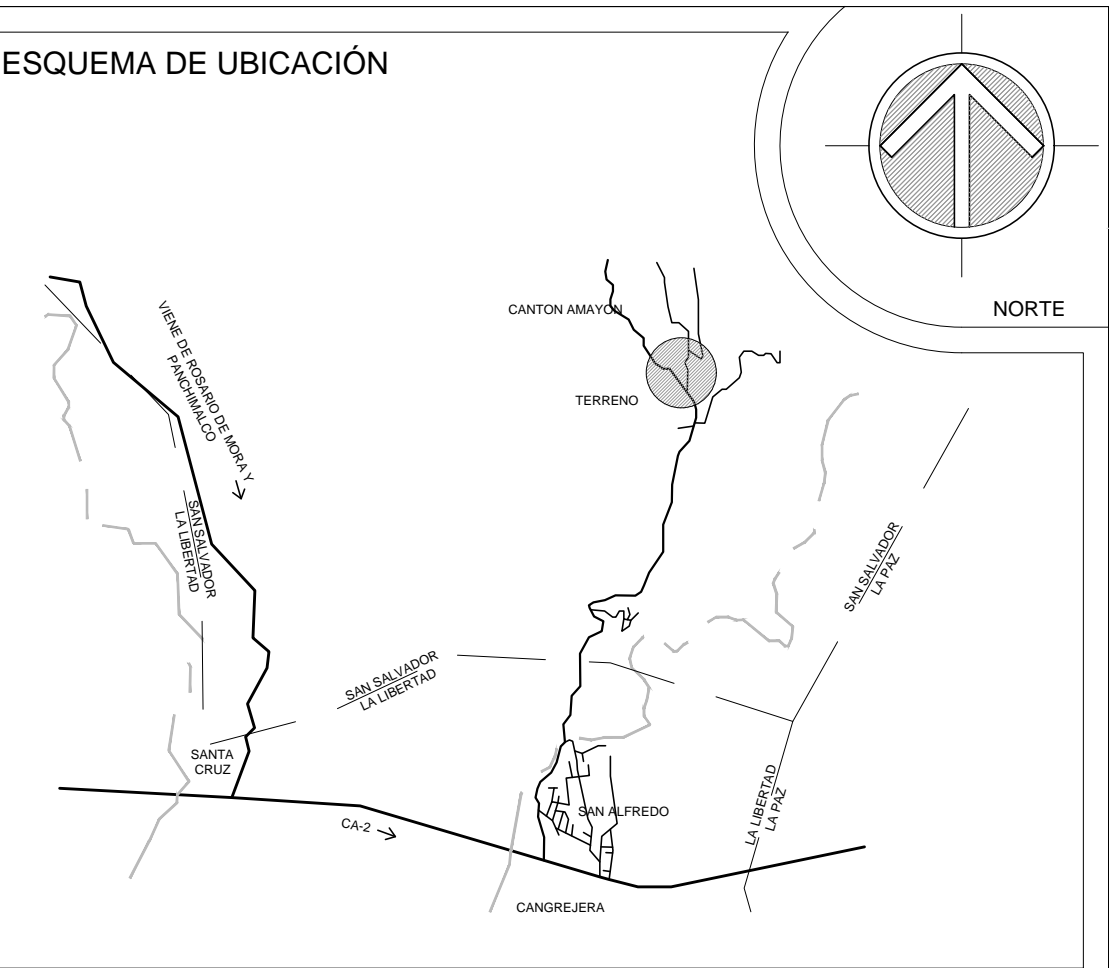 ESQUEMA DE UBICACIÓN
NORTE
VIENE DE ROSARIO DE MORA Y
PANCHIMALCO
CANTON AMAYON
TERRENO
SAN SALVADOR
LA LIBERTAD
SAN SALVADOR
LA PAZ
SAN SALVADOR
LA LIBERTAD
SANTA
CRUZ
LA LIBERTAD
LA PAZ
SAN ALFREDO
CA-2
CANGREJERA